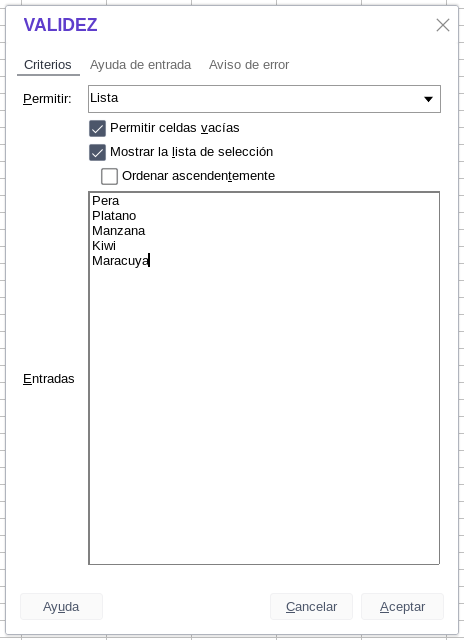 VALIDEZ
Criterios Ayuda de entrada Aviso de error
Permitir: Lista
Permitir celdas vacías
Mostrar la lista de selección
Ordenar ascendentemente
Pera
Platano
Manzana
Kiwi
Maracuya
Entradas
Ayuda Cancelar Aceptar